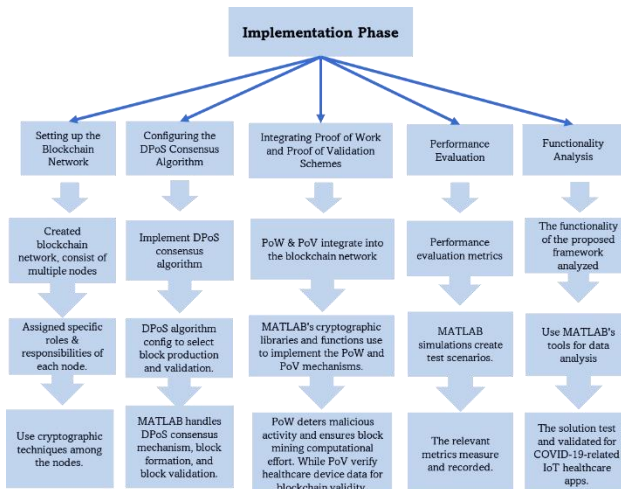 Implementation Phase
Setting up the
Blockchain
Network
Configuring the
DPoS Consensus
Algorithm
Integrating Proof of Work
and Proof of Validation
Schemes
Performance
Evaluation
Functionality
Analysis
Created
blockchain
network, consist
of multiple nodes
Implement DPoS
consensus
algorithm
PoW & PoV integrate into
the blockchain network
Performance
evaluation metrics
The functionality
of the proposed
framework
analyzed
Assigned specific
roles &
responsibilities of
each node.
DPoS algorithm
config to select
block production
and validation.
MATLAB's cryptographic
libraries and functions use
to implement the PoW and
PoV mechanisms.
MATLAB
simulations create
test scenarios.
Use MATLAB's
tools for data
analysis
Use cryptographic
techniques among
the nodes.
MATLAB handles
DPoS consensus
mechanism, block
formation, and
block validation.
PoW deters malicious
activity and ensures block
mining computational
effort. While PoV verify
healthcare device data for
blockchain validity.
The relevant
metrics measure and
recorded.
The solution test
and validated for
COVID-19-related
IoT healthcare
apps.